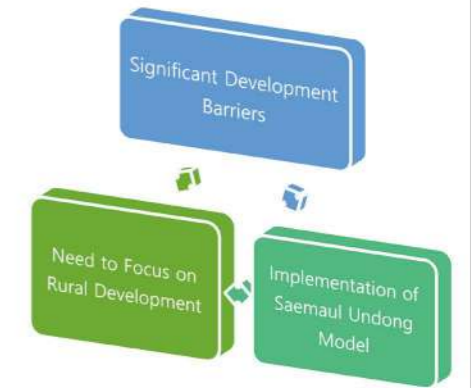 Significant Development
Barriers
Need to Focus on
Rural Development
Implementation of
Saemaul Undong
Model